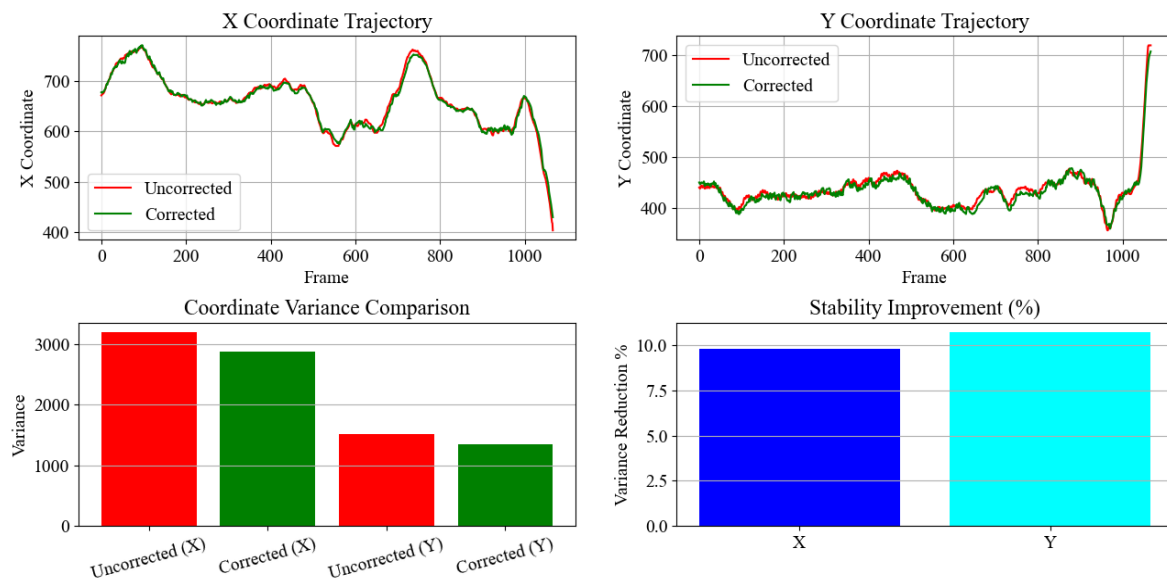 X Coordinate Trajectory
X Coordinate
700
600
500
400
Uncorrected
Corrected
0 200 400 600 800 1000
Frame
Y Coordinate Trajectory
Y Coordinate
700
600
500
400
Uncorrected
Corrected
0 200 400 600 800 1000
Frame
Coordinate Variance Comparison
Variance
3000
2000
1000
0
Uncorrected (X) Corrected (X) Uncorrected (Y) Corrected (Y)
Stability Improvement (%)
Variance Reduction %
10.0
7.5
5.0
2.5
0.0
X Y